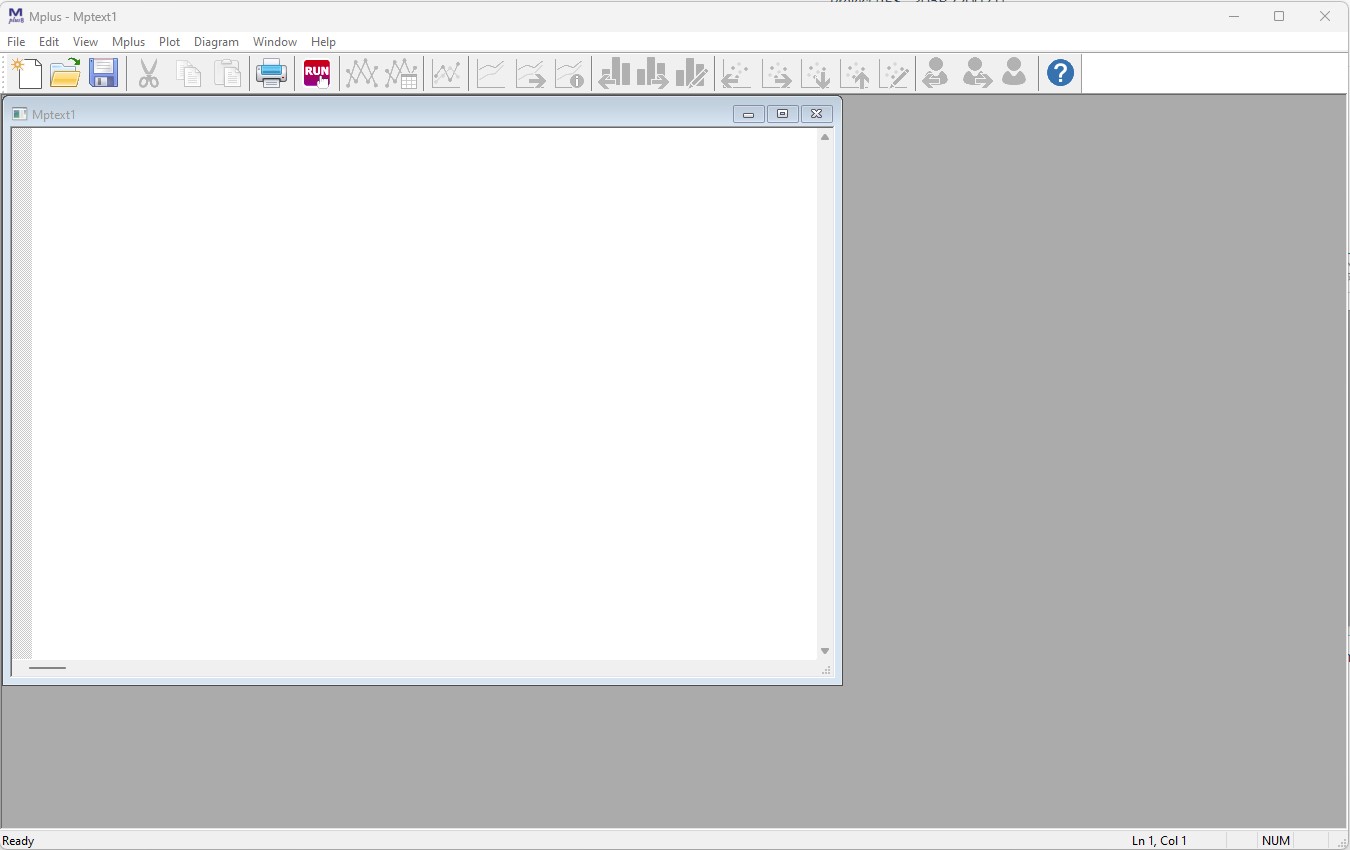 Mplus - Mptext1
File Edit View Mplus Plot Diagram Window Help
RUN
Mptext1
Ready Ln 1, Col 1 NUM